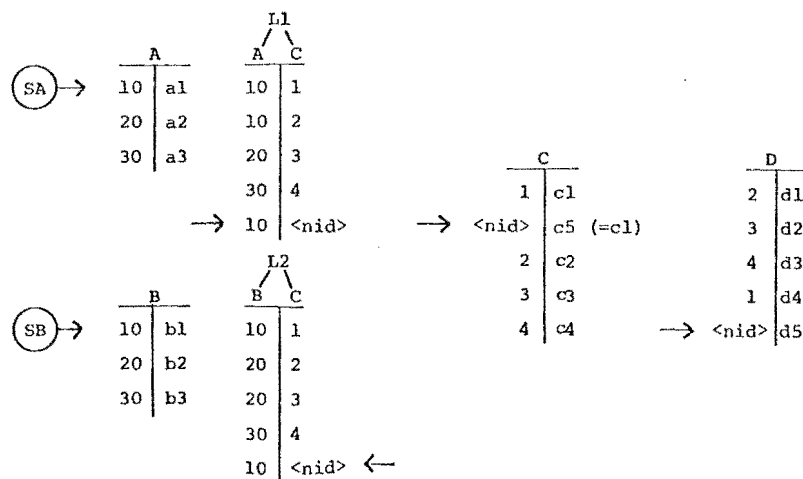 L1
A A C
SA → 10 a1 10 1
20 a2 10 2
30 a3 20 3
30 4
→ 10 <nid>
C D
1 c1 2 d1
→ <nid> c5 (=c1) 3 d2
2 c2 4 d3
3 c3 1 d4
4 c4 → <nid> d5
L2
B B C
SB → 10 b1 10 1
20 b2 20 2
30 b3 20 3
30 4
10 <nid> ←